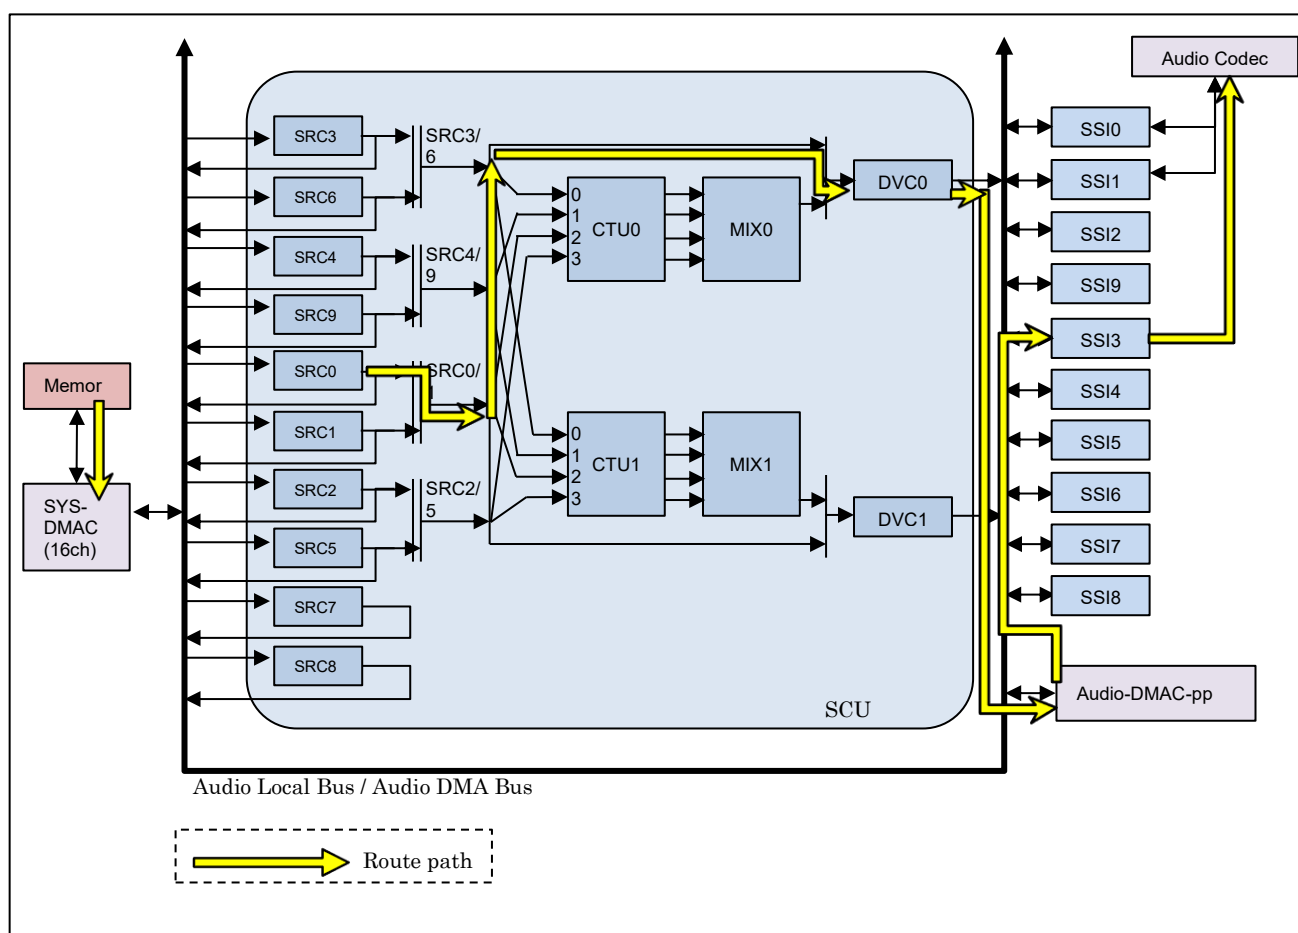 Audio Codec
SRC3
SRC3/
6
SSI0
SRC6
DVC0
SSI1
0
1
2
3
CTU0
MIX0
SSI2
SRC4
SRC4/
9
SSI9
SRC9
SSI3
SRC0
SRC0/
Memor
SSI4
SRC1
0
1
2
3
CTU1
MIX1
SSI5
SRC2
SRC2/
5
SSI6
SYS-
DMAC
(16ch)
DVC1
SRC5
SSI7
SRC7
SSI8
SRC8
Audio-DMAC-pp
SCU
Audio Local Bus / Audio DMA Bus
Route path